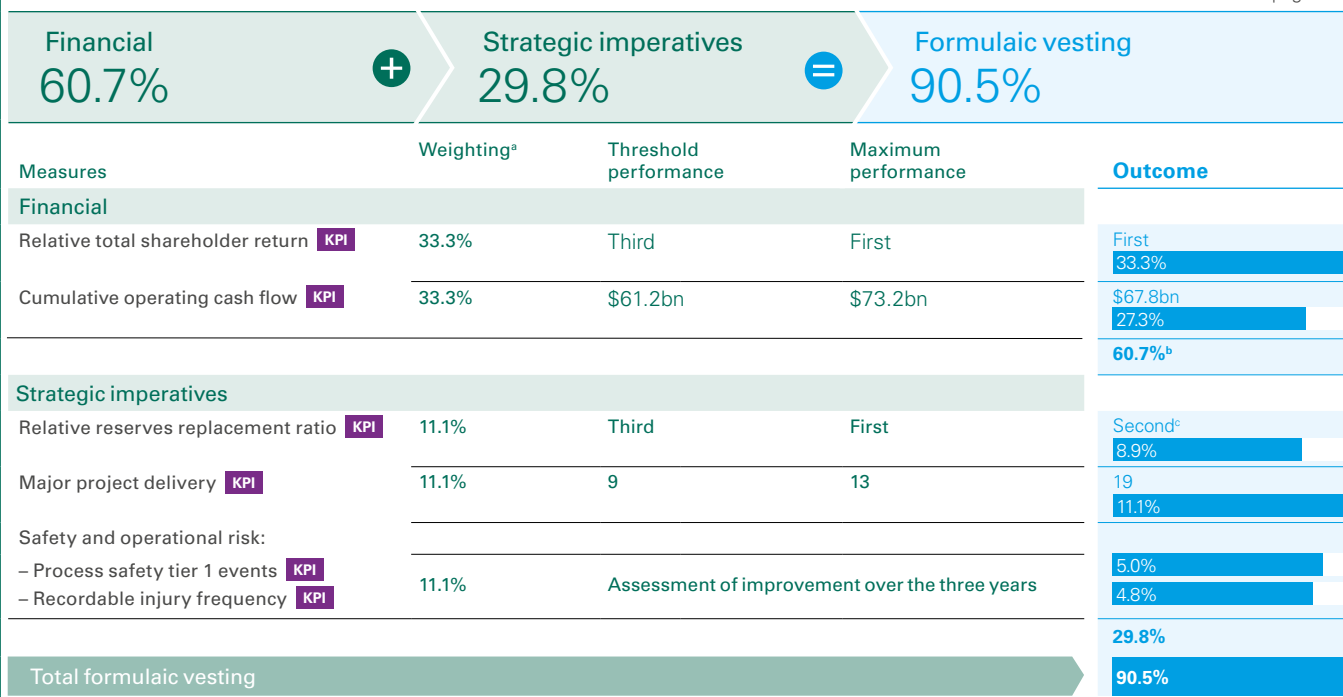 Financial
60.7%
+
Strategic imperatives
29.8%
=
Formulaic vesting
90.5%
Measures
Weightingᵃ
Threshold
performance
Maximum
performance
Outcome
Financial
Relative total shareholder return KPI 33.3% Third First First
33.3%
Cumulative operating cash flow KPI 33.3% $61.2bn $73.2bn $67.8bn
27.3%
60.7%ᵇ
Strategic imperatives
Relative reserves replacement ratio KPI 11.1% Third First Secondᶜ
8.9%
Major project delivery KPI 11.1% 9 13 19
11.1%
Safety and operational risk:
– Process safety tier 1 events KPI 5.0%
11.1% Assessment of improvement over the three years
– Recordable injury frequency KPI 4.8%
29.8%
Total formulaic vesting 90.5%